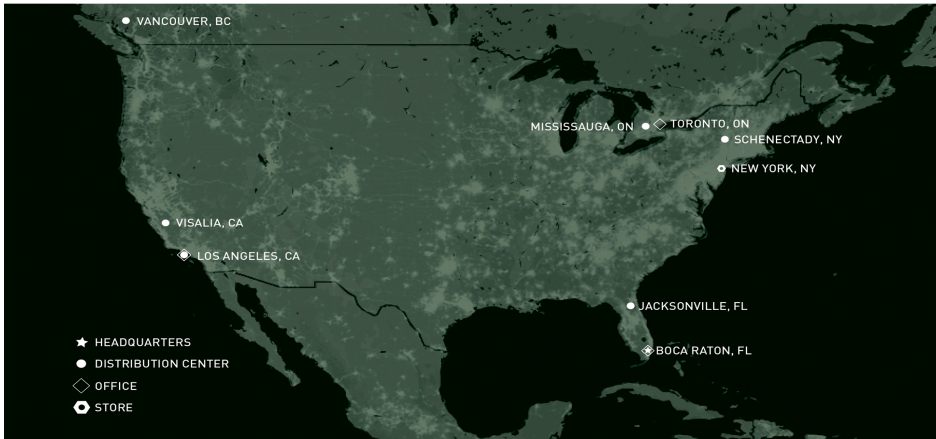 VANCOUVER, BC
MISSISSAUGA, ON
TORONTO, ON
SCHENECTADY, NY
NEW YORK, NY
VISALIA, CA
LOS ANGELES, CA
JACKSONVILLE, FL
BOCA RATON, FL
HEADQUARTERS
DISTRIBUTION CENTER
OFFICE
STORE